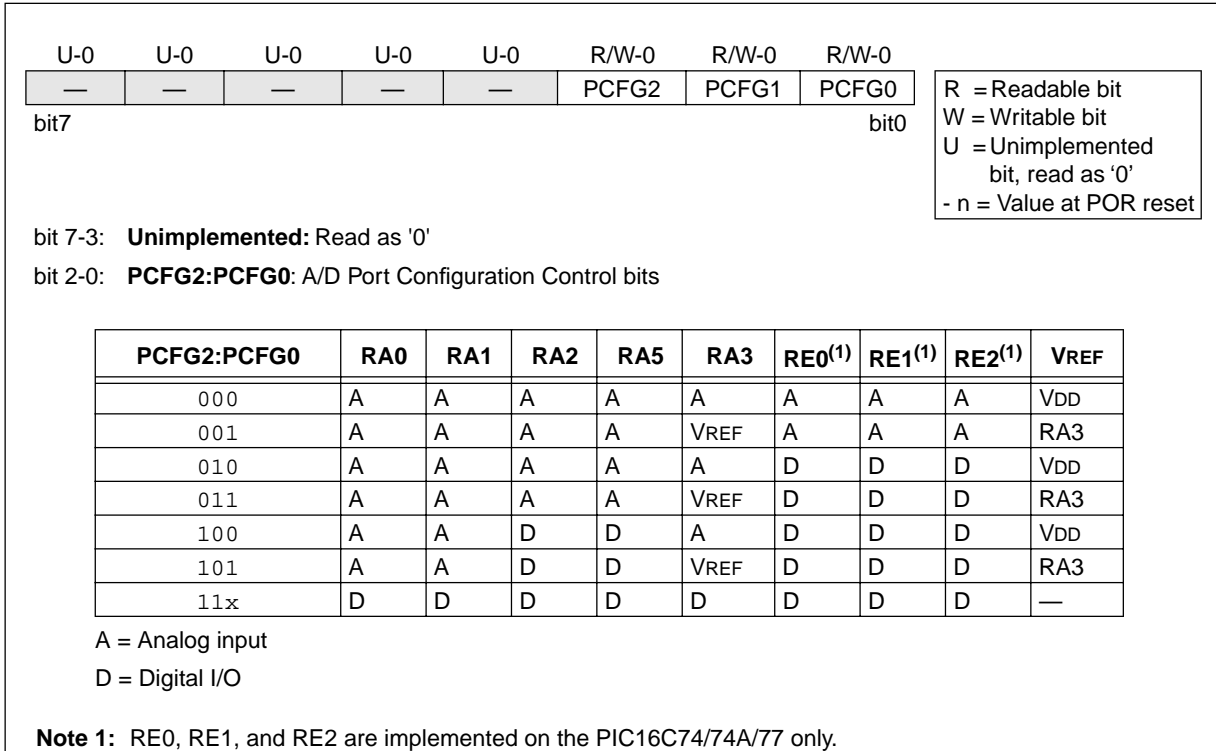 U-0 U-0 U-0 U-0 U-0 R/W-0 R/W-0 R/W-0
— — — — — PCFG2 PCFG1 PCFG0
bit7 bit0
R = Readable bit
W = Writable bit
U = Unimplemented
bit, read as ‘0’
- n = Value at POR reset
bit 7-3: Unimplemented: Read as '0'
bit 2-0: PCFG2:PCFG0: A/D Port Configuration Control bits
PCFG2:PCFG0 RA0 RA1 RA2 RA5 RA3 RE0(1) RE1(1) RE2(1) VREF
000 A A A A A A A A VDD
001 A A A A VREF A A A RA3
010 A A A A A D D D VDD
011 A A A A VREF D D D RA3
100 A A D D A D D D VDD
101 A A D D VREF D D D RA3
11x D D D D D D D D —
A = Analog input
D = Digital I/O
Note 1: RE0, RE1, and RE2 are implemented on the PIC16C74/74A/77 only.